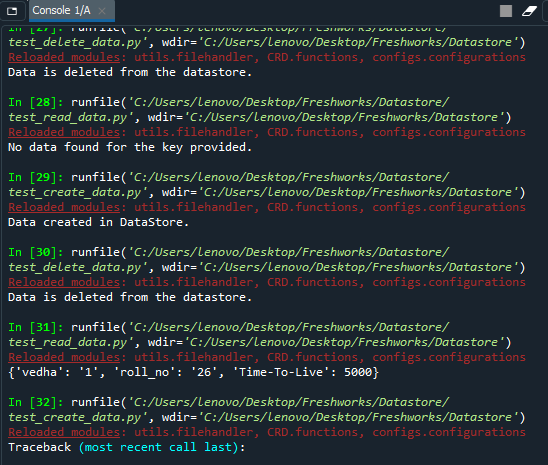 Console 1/A
In [27]: runfile('C:/Users/lenovo/Desktop/Freshworks/Datastore/
test_delete_data.py', wdir='C:/Users/lenovo/Desktop/Freshworks/Datastore')
Reloaded modules: utils.filehandler, CRD.functions, configs.configurations
Data is deleted from the datastore.
In [28]: runfile('C:/Users/lenovo/Desktop/Freshworks/Datastore/
test_read_data.py', wdir='C:/Users/lenovo/Desktop/Freshworks/Datastore')
Reloaded modules: utils.filehandler, CRD.functions, configs.configurations
No data found for the key provided.
In [29]: runfile('C:/Users/lenovo/Desktop/Freshworks/Datastore/
test_create_data.py', wdir='C:/Users/lenovo/Desktop/Freshworks/Datastore')
Reloaded modules: utils.filehandler, CRD.functions, configs.configurations
Data created in DataStore.
In [30]: runfile('C:/Users/lenovo/Desktop/Freshworks/Datastore/
test_delete_data.py', wdir='C:/Users/lenovo/Desktop/Freshworks/Datastore')
Reloaded modules: utils.filehandler, CRD.functions, configs.configurations
Data is deleted from the datastore.
In [31]: runfile('C:/Users/lenovo/Desktop/Freshworks/Datastore/
test_read_data.py', wdir='C:/Users/lenovo/Desktop/Freshworks/Datastore')
Reloaded modules: utils.filehandler, CRD.functions, configs.configurations
{'vedha': '1', 'roll_no': '26', 'Time-To-Live': 5000}
In [32]: runfile('C:/Users/lenovo/Desktop/Freshworks/Datastore/
test_create_data.py', wdir='C:/Users/lenovo/Desktop/Freshworks/Datastore')
Reloaded modules: utils.filehandler, CRD.functions, configs.configurations
Traceback (most recent call last):